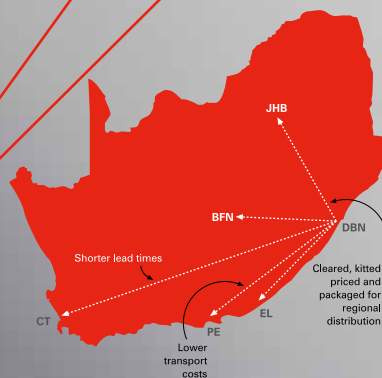 JHB
BFN
DBN
Shorter lead times
Cleared, kitted
priced and
packaged for
regional
distribution
EL
CT
PE
Lower
transport
costs